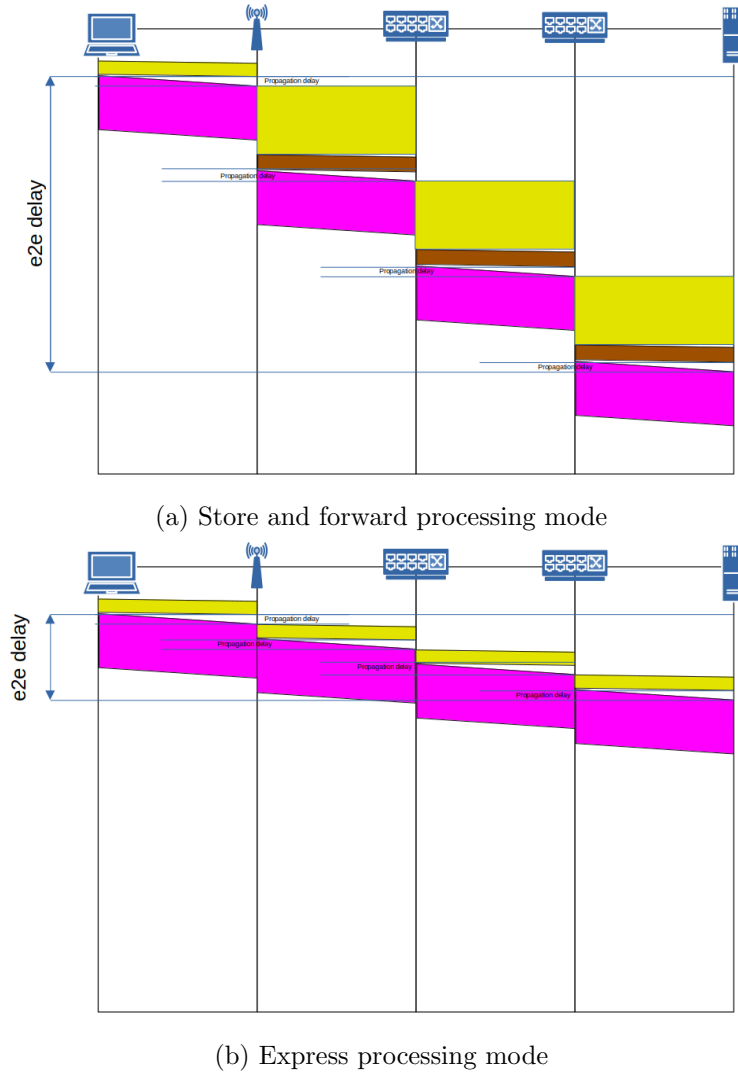 Propagation delay
Propagation delay
e2e delay
Propagation delay
Propagation delay
(a) Store and forward processing mode
Propagation delay
Propagation delay
e2e delay
Propagation delay
Propagation delay
(b) Express processing mode